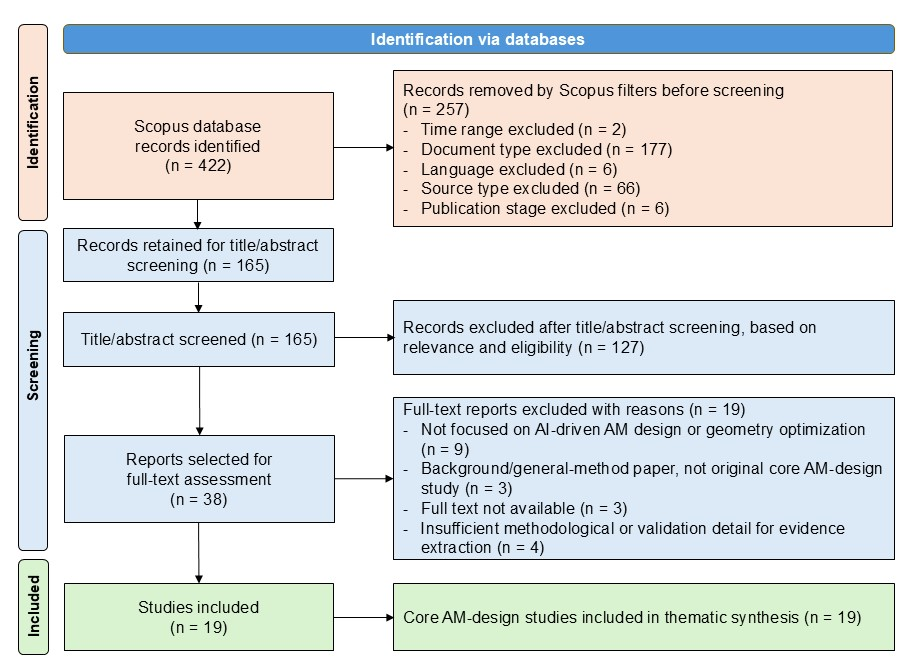 Identification via databases
Identification
Scopus database
records identified
(n = 422)
Records removed by Scopus filters before screening
(n = 257)
- Time range excluded (n = 2)
- Document type excluded (n = 177)
- Language excluded (n = 6)
- Source type excluded (n = 66)
- Publication stage excluded (n = 6)
Screening
Records retained for title/abstract
screening (n = 165)
Title/abstract screened (n = 165)
Records excluded after title/abstract screening, based on
relevance and eligibility (n = 127)
Reports selected for
full-text assessment
(n = 38)
Full-text reports excluded with reasons (n = 19)
- Not focused on AI-driven AM design or geometry optimization
(n = 9)
- Background/general-method paper, not original core AM-design
study (n = 3)
- Full text not available (n = 3)
- Insufficient methodological or validation detail for evidence
extraction (n = 4)
Included
Studies included
(n = 19)
Core AM-design studies included in thematic synthesis (n = 19)